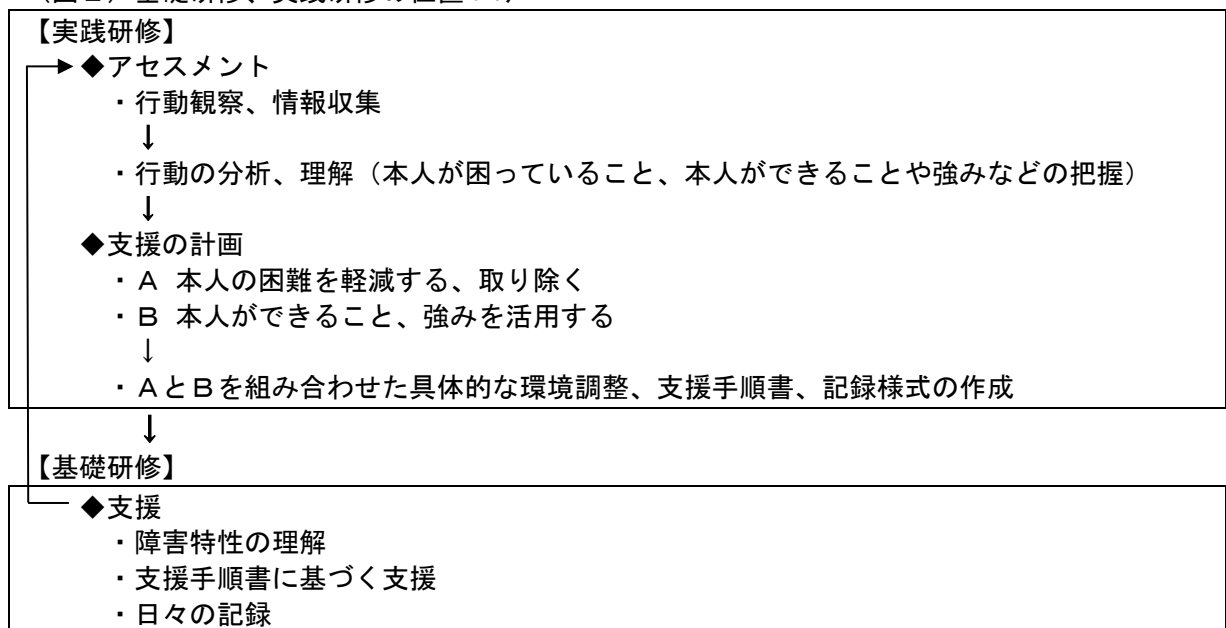 【実践研修】
◆アセスメント
・行動観察、情報収集
↓
・行動の分析、理解（本人が困っていること、本人ができることや強みなどの把握）
↓
◆支援の計画
・Ａ 本人の困難を軽減する、取り除く
・Ｂ 本人ができること、強みを活用する
↓
・ＡとＢを組み合わせた具体的な環境調整、支援手順書、記録様式の作成
↓
【基礎研修】
◆支援
・障害特性の理解
・支援手順書に基づく支援
・日々の記録